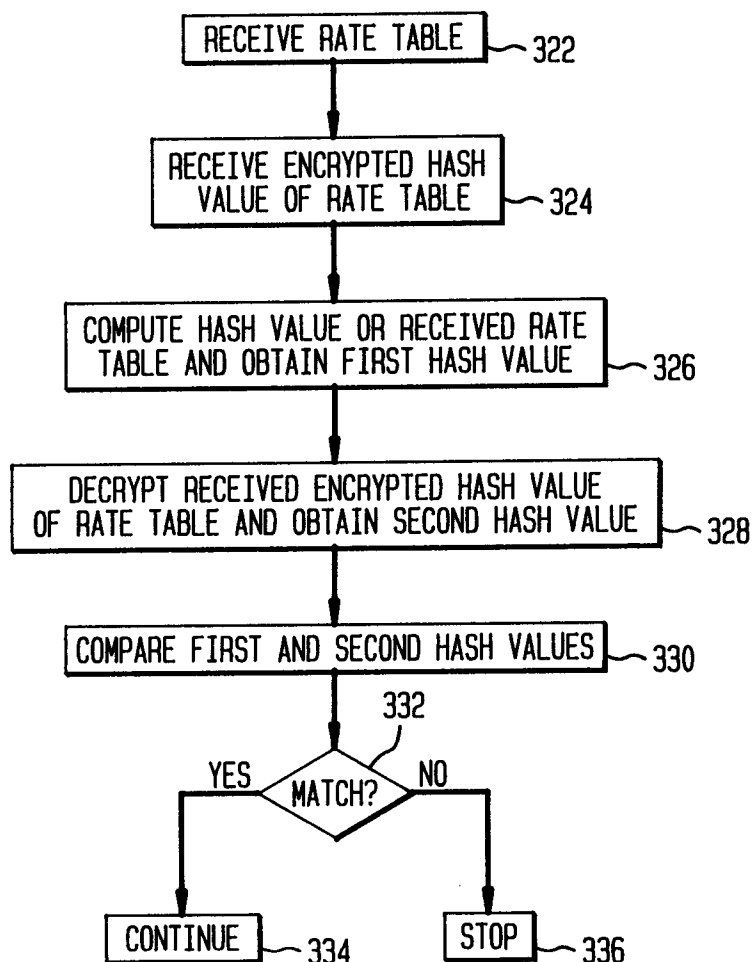 RECEIVE RATE TABLE
322
RECEIVE ENCRYPTED HASH
VALUE OF RATE TABLE
324
COMPUTE HASH VALUE OR RECEIVED RATE
TABLE AND OBTAIN FIRST HASH VALUE
326
DECRYPT RECEIVED ENCRYPTED HASH VALUE
OF RATE TABLE AND OBTAIN SECOND HASH VALUE
328
COMPARE FIRST AND SECOND HASH VALUES
330
332
YES
MATCH?
NO
CONTINUE
334
STOP
336